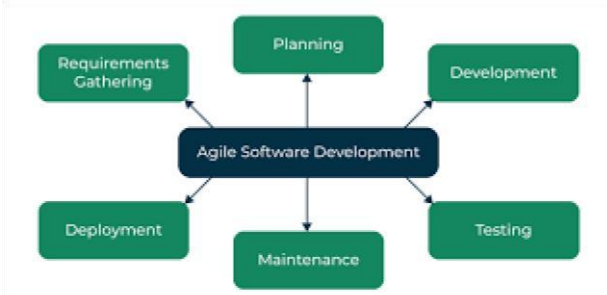 Planning
Requirements
Gathering
Development
Agile Software Development
Deployment
Testing
Maintenance